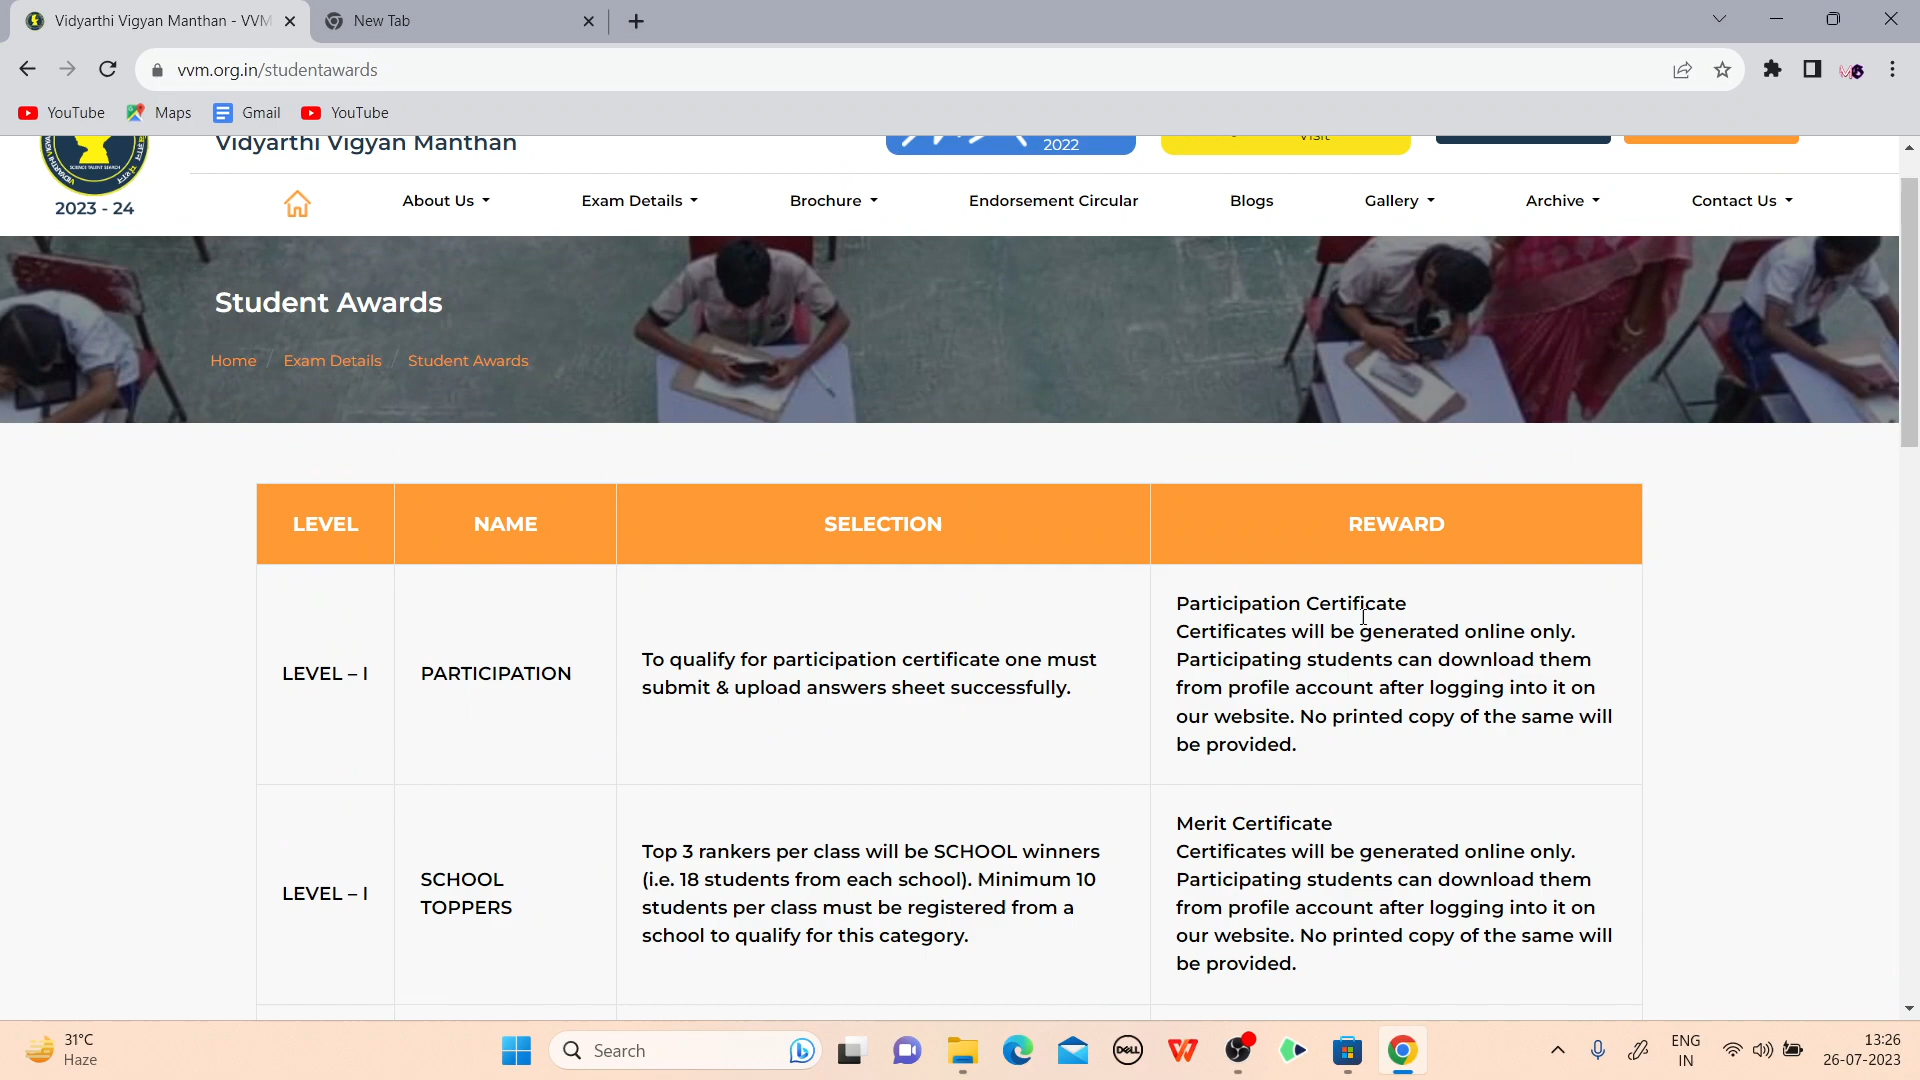 Vidyarthi Vigyan Manthan - VVM
New Tab
vvm.org.in/studentawards
YouTube
Maps
Gmail
YouTube
SCIENCE TALENT SEARCH
2023 - 24
Vidyarthi Vigyan Manthan
2022
Visit
About Us
Exam Details
Brochure
Endorsement Circular
Blogs
Gallery
Archive
Contact Us
Student Awards
Home / Exam Details / Student Awards
LEVEL
NAME
SELECTION
REWARD
LEVEL – I
PARTICIPATION
To qualify for participation certificate one must
submit & upload answers sheet successfully.
Participation Certificate
Certificates will be generated online only.
Participating students can download them
from profile account after logging into it on
our website. No printed copy of the same will
be provided.
LEVEL – I
SCHOOL
TOPPERS
Top 3 rankers per class will be SCHOOL winners
(i.e. 18 students from each school). Minimum 10
students per class must be registered from a
school to qualify for this category.
Merit Certificate
Certificates will be generated online only.
Participating students can download them
from profile account after logging into it on
our website. No printed copy of the same will
be provided.
31°C
Haze
Search
DELL
ENG
IN
13:26
26-07-2023